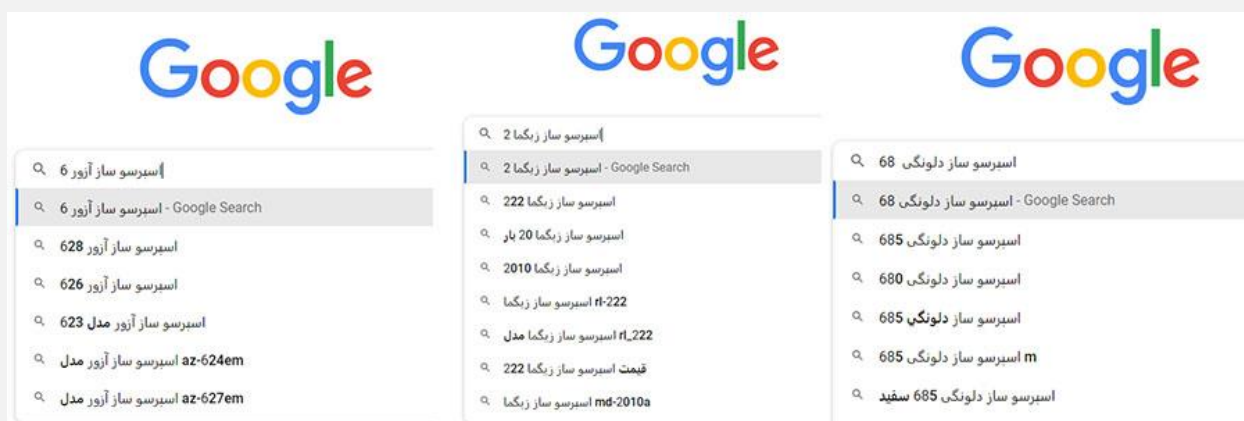 Google
اسپرسو ساز آزور 6
اسپرسو ساز آزور 6 - Google Search
اسپرسو ساز آزور 628
اسپرسو ساز آزور 626
اسپرسو ساز آزور مدل 623
اسپرسو ساز آزور مدل az-624em
اسپرسو ساز آزور مدل az-627em
Google
اسپرسو ساز زیگما 2
اسپرسو ساز زیگما 2 - Google Search
اسپرسو ساز زیگما 222
اسپرسو ساز زیگما 20 بار
اسپرسو ساز زیگما 2010
اسپرسو ساز زیگما rl-222
اسپرسو ساز زیگما مدل rl_222
قیمت اسپرسو ساز زیگما 222
اسپرسو ساز زیگما md-2010a
Google
اسپرسو ساز دلونگی 68
اسپرسو ساز دلونگی 68 - Google Search
اسپرسو ساز دلونگی 685
اسپرسو ساز دلونگی 680
اسپرسو ساز دلونگي 685
اسپرسو ساز دلونگی 685 m
اسپرسو ساز دلونگی 685 سفید